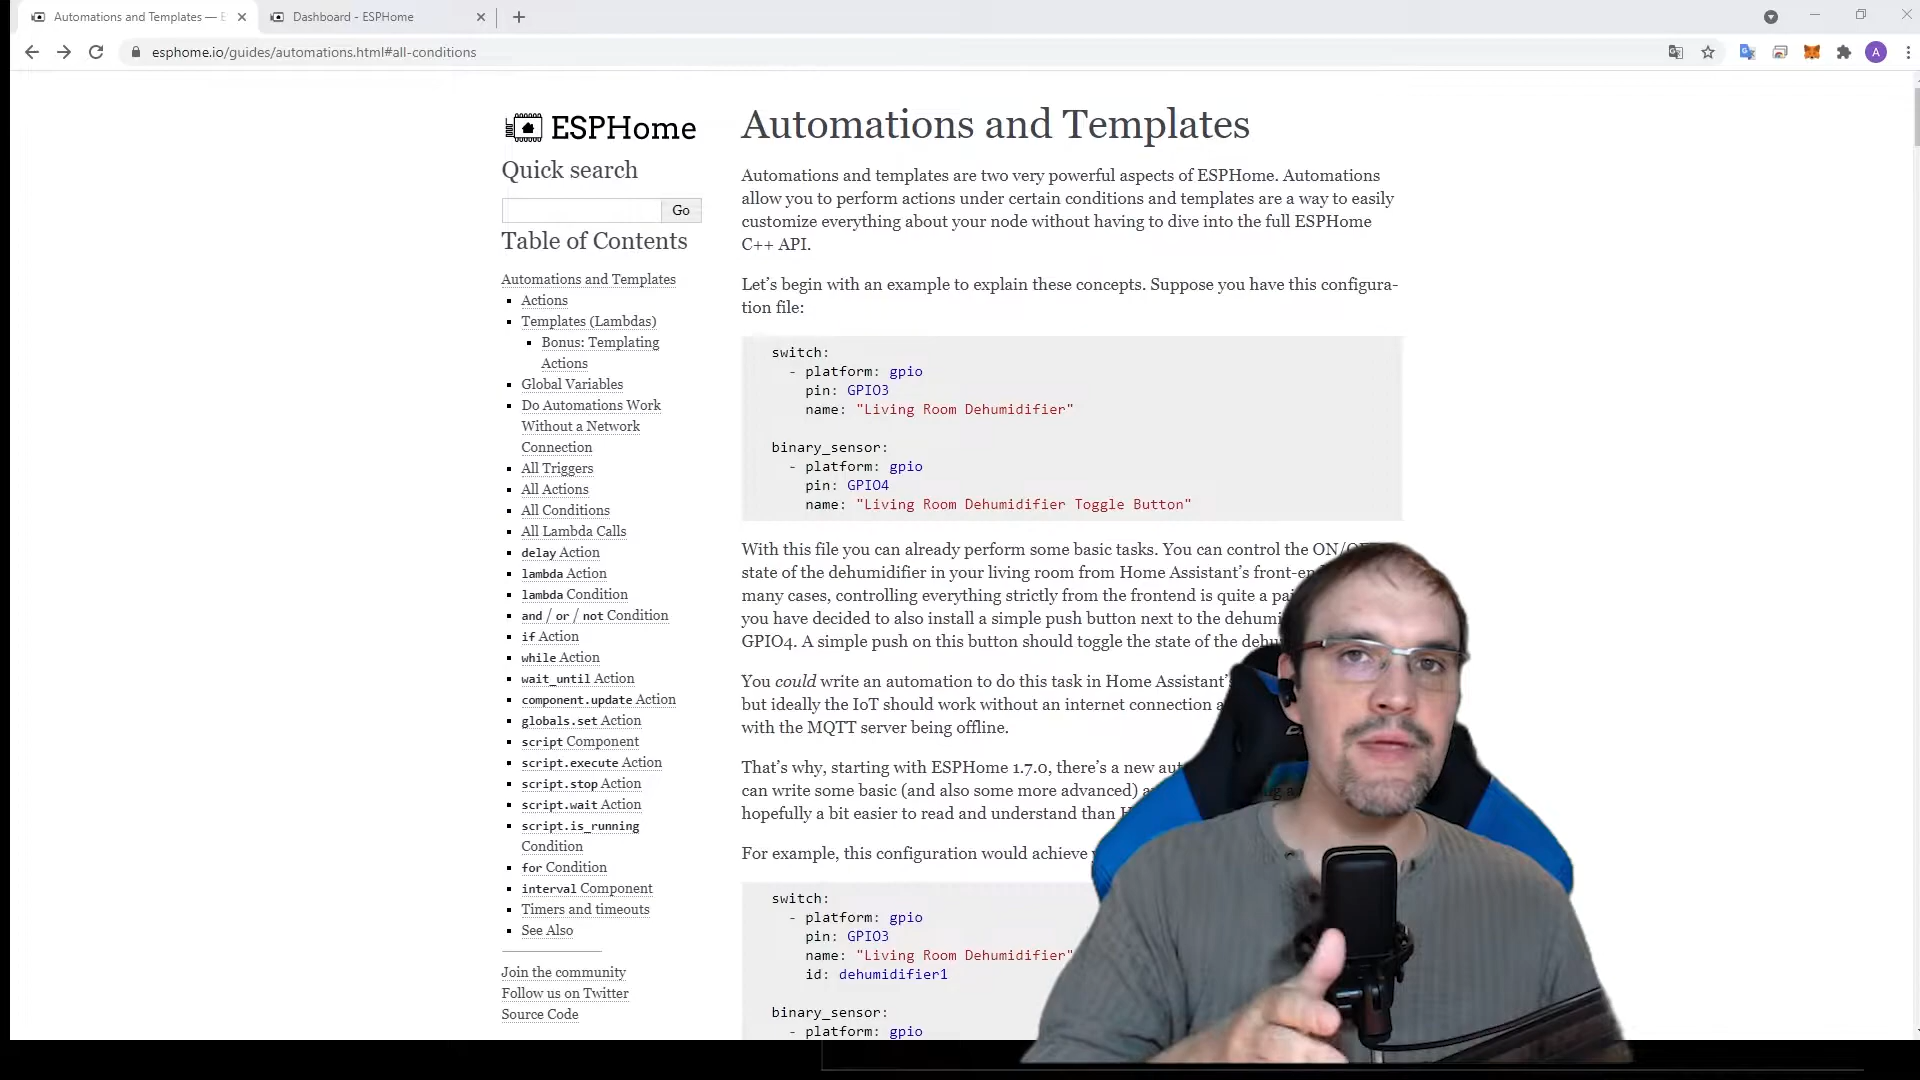 Automations and Templates — E
Dashboard - ESPHome
esphome.io/guides/automations.html#all-conditions
A
ESPHome
Quick search
Go
Table of Contents
Automations and Templates
Actions
Templates (Lambdas)
Bonus: Templating
Actions
Global Variables
Do Automations Work
Without a Network
Connection
All Triggers
All Actions
All Conditions
All Lambda Calls
delay Action
lambda Action
lambda Condition
and / or / not Condition
if Action
while Action
wait_until Action
component.update Action
globals.set Action
script Component
script.execute Action
script.stop Action
script.wait Action
script.is_running
Condition
for Condition
interval Component
Timers and timeouts
See Also
Join the community
Follow us on Twitter
Source Code
Automations and Templates
Automations and templates are two very powerful aspects of ESPHome. Automations
allow you to perform actions under certain conditions and templates are a way to easily
customize everything about your node without having to dive into the full ESPHome
C++ API.
Let’s begin with an example to explain these concepts. Suppose you have this configura-
tion file:
switch:
- platform: gpio
pin: GPIO3
name: "Living Room Dehumidifier"
binary_sensor:
- platform: gpio
pin: GPIO4
name: "Living Room Dehumidifier Toggle Button"
With this file you can already perform some basic tasks. You can control the
state of the dehumidifier in your living room from Home Assistant’s
many cases, controlling everything strictly from the frontend is quite a
you have decided to also install a simple push button next to the
GPIO4. A simple push on this button should toggle the state of the
You could write an automation to do this task in Home Assistant’s
but ideally the IoT should work without an internet connection
with the MQTT server being offline.
That’s why, starting with ESPHome 1.7.0, there’s a new
can write some basic (and also some more advanced)
hopefully a bit easier to read and understand than
For example, this configuration would achieve
switch:
- platform: gpio
pin: GPIO3
name: "Living Room Dehumidifier"
id: dehumidifier1
binary_sensor:
- platform: gpio